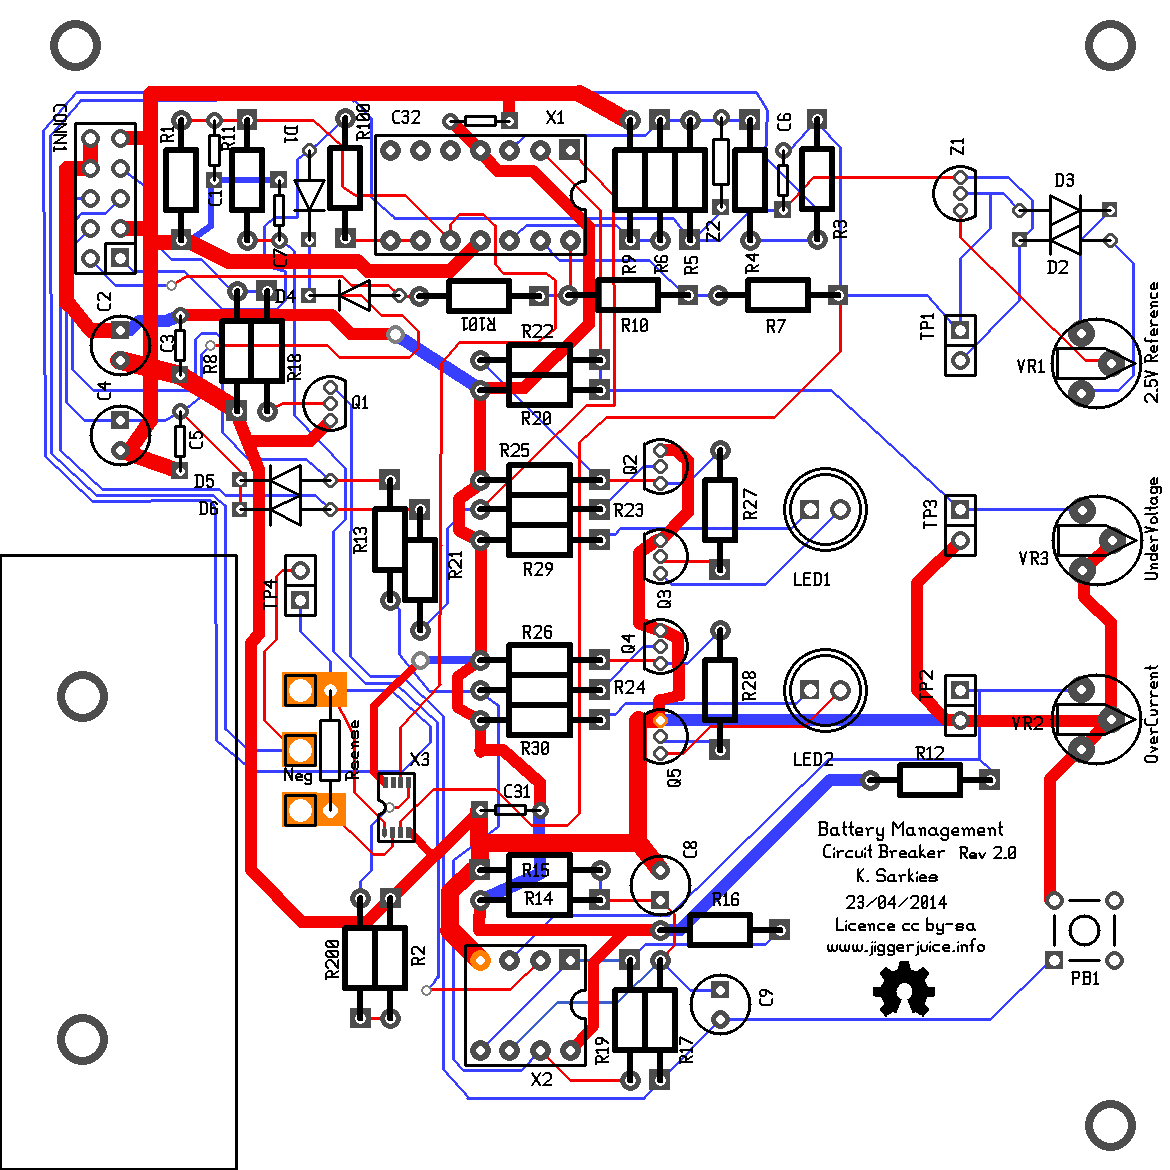 CONN1
R1
R11
D1
R100
C32
X1
C6
Z1
C1
C7
R9
R6
R5
Z2
R4
R3
D3
D2
C2
D4
R101
R10
R7
TP1
VR1
2.5V Reference
C3
R8
R18
R22
R20
C4
C5
Q1
D5
D6
R13
R21
R25
R23
R29
Q2
Q3
R27
LED1
TP3
VR3
UnderVoltage
TP4
R26
R24
R30
Q4
Q5
R28
LED2
TP2
VR2
OverCurrent
Neg
X3
C31
R12
R15
R14
C8
R16
Battery Management
Circuit Breaker Rev 2.0
K. Sarkies
23/04/2014
Licence cc by-sa
www.jiggerjuice.info
R200
R2
X2
R19
R17
C9
PB1